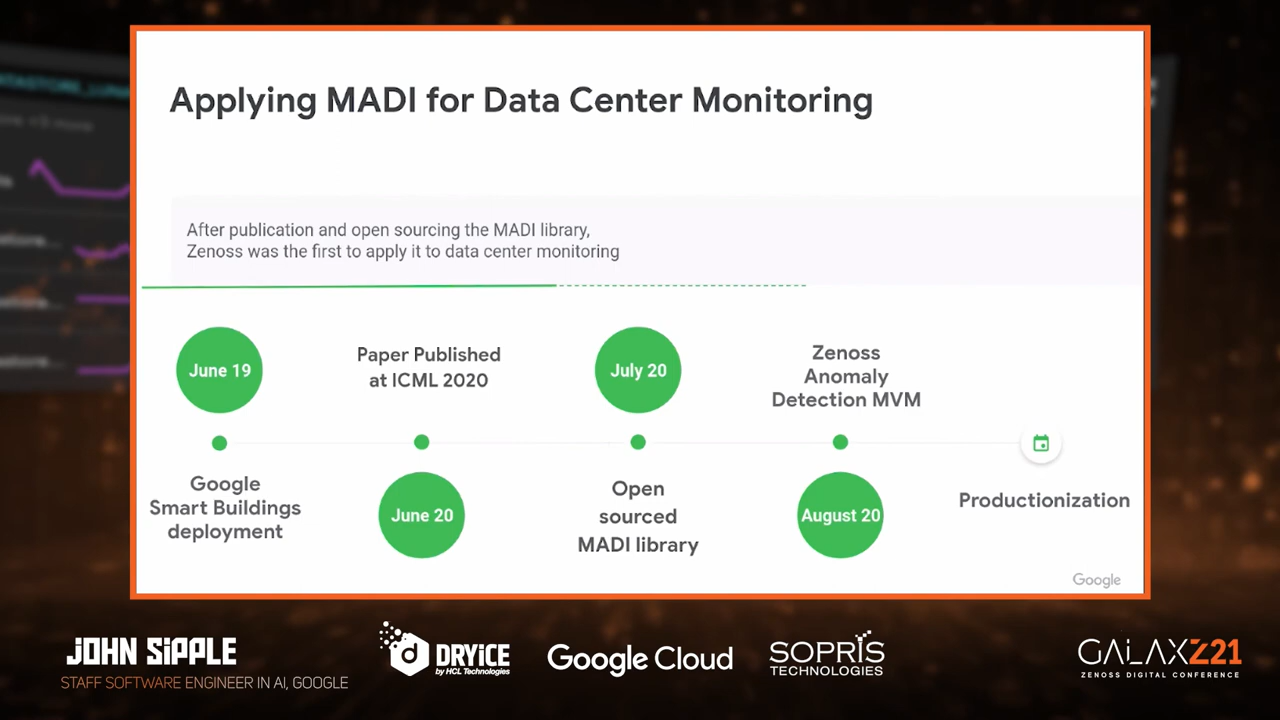 Applying MADI for Data Center Monitoring
After publication and open sourcing the MADI library,
Zenoss was the first to apply it to data center monitoring
June 19
Google
Smart Buildings
deployment
Paper Published
at ICML 2020
June 20
July 20
Open
sourced
MADI library
Zenoss
Anomaly
Detection MVM
August 20
Productionization
Google
JOHN SIPPLE
STAFF SOFTWARE ENGINEER IN AI, GOOGLE
d DRYiCE
by HCL Technologies
Google Cloud
SOPRIS
TECHNOLOGIES
GALAXZ21
ZENOSS DIGITAL CONFERENCE